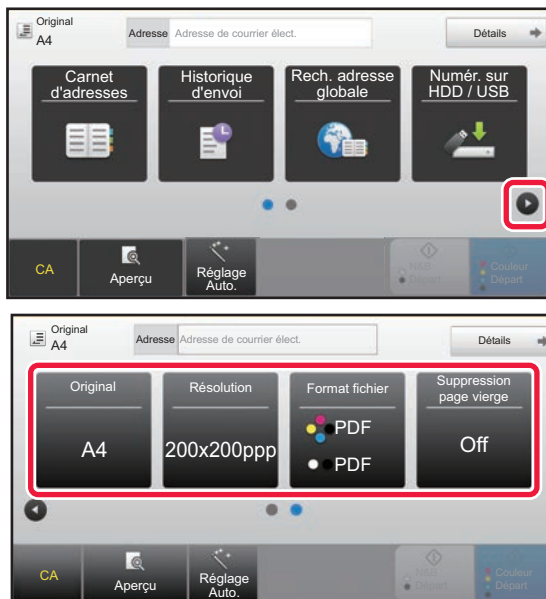 Original
A4
Adresse Adresse de courrier élect.
Détails
Carnet
d'adresses
Historique
d'envoi
Rech. adresse
globale
Numér. sur
HDD / USB
CA
Aperçu
Réglage
Auto.
N&B
Départ
Couleur
Départ
Original
A4
Adresse Adresse de courrier élect.
Détails
Original
A4
Résolution
200x200ppp
Format fichier
PDF
PDF
Suppression
page vierge
Off
CA
Aperçu
Réglage
Auto.
N&B
Départ
Couleur
Départ